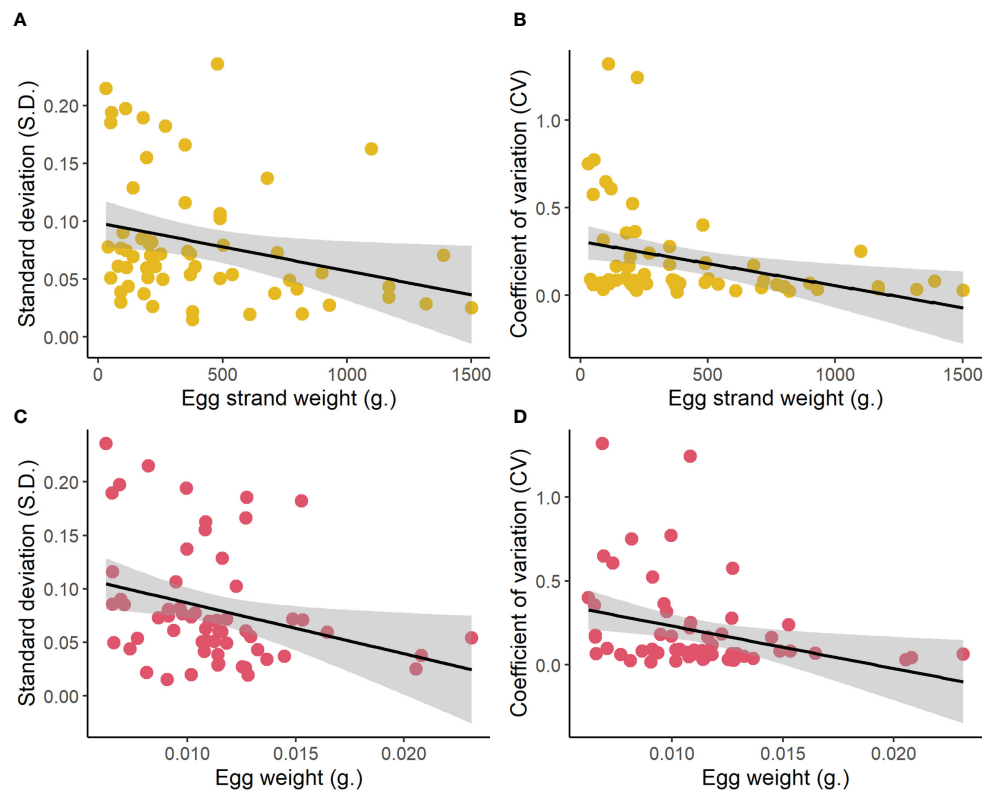 A
B
Standard deviation (S.D.)
0.20
0.15
0.10
0.05
0.00
0
500
1000
1500
Egg strand weight (g.)
Coefficient of variation (CV)
1.0
0.5
0.0
0
500
1000
1500
Egg strand weight (g.)
C
D
Standard deviation (S.D.)
0.20
0.15
0.10
0.05
0.00
0.010
0.015
0.020
Egg weight (g.)
Coefficient of variation (CV)
1.0
0.5
0.0
0.010
0.015
0.020
Egg weight (g.)